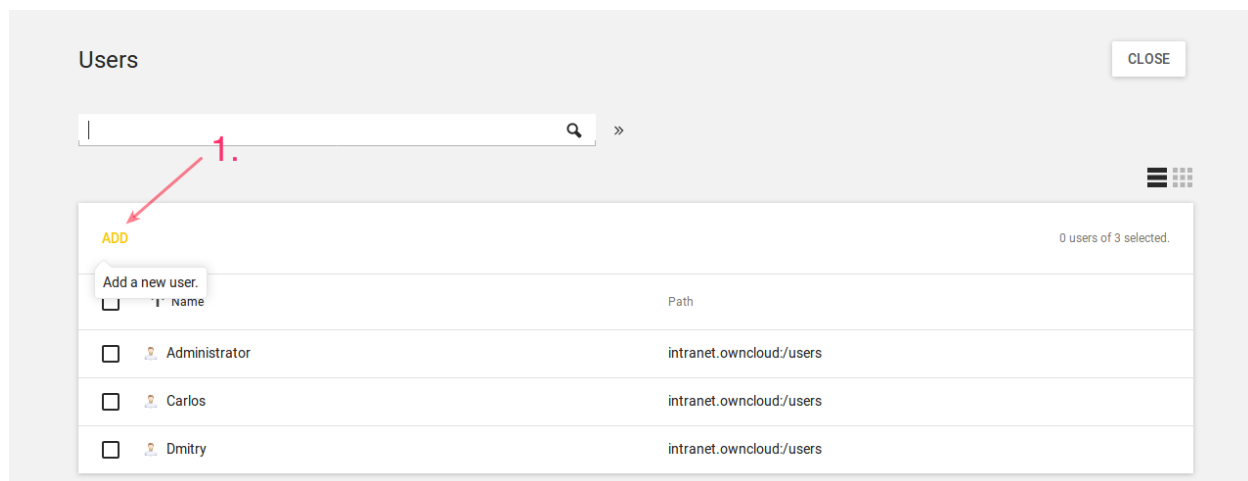 Users
CLOSE
»
1.
ADD
0 users of 3 selected.
Add a new user.
Name
Path
Administrator
intranet.owncloud:/users
Carlos
intranet.owncloud:/users
Dmitry
intranet.owncloud:/users